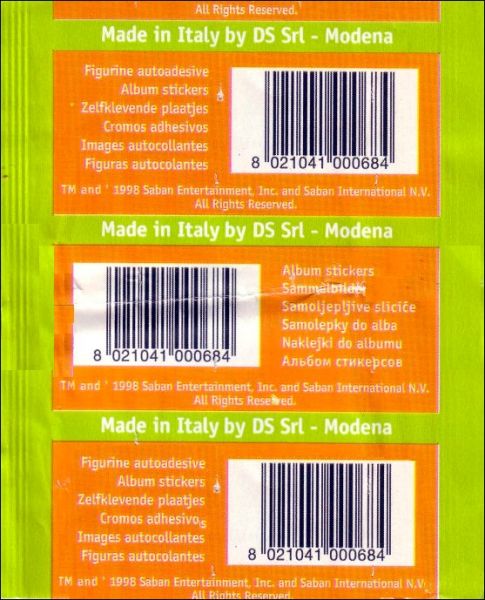 All Rights Reserved.
Made in Italy by DS Srl - Modena
Figurine autoadesive
Album stickers
Zelfklevende plaatjes
Cromos adhesivos
Images autocollantes
Figuras autocolantes
8 021041 000684
TM and ' 1998 Saban Entertainment, Inc. and Saban International N.V.
All Rights Reserved.
Made in Italy by DS Srl - Modena
8 021041 000684
Album stickers
Sammelbilder
Samoljepljive sličiče
Samolepky do alba
Naklejki do albumu
Альбом стикерсов
TM and ' 1998 Saban Entertainment, Inc. and Saban International N.V.
All Rights Reserved.
Made in Italy by DS Srl - Modena
Figurine autoadesive
Album stickers
Zelfklevende plaatjes
Cromos adhesivos
Images autocollantes
Figuras autocolantes
8 021041 000684
TM and ' 1998 Saban Entertainment, Inc. and Saban International N.V.
All Rights Reserved.